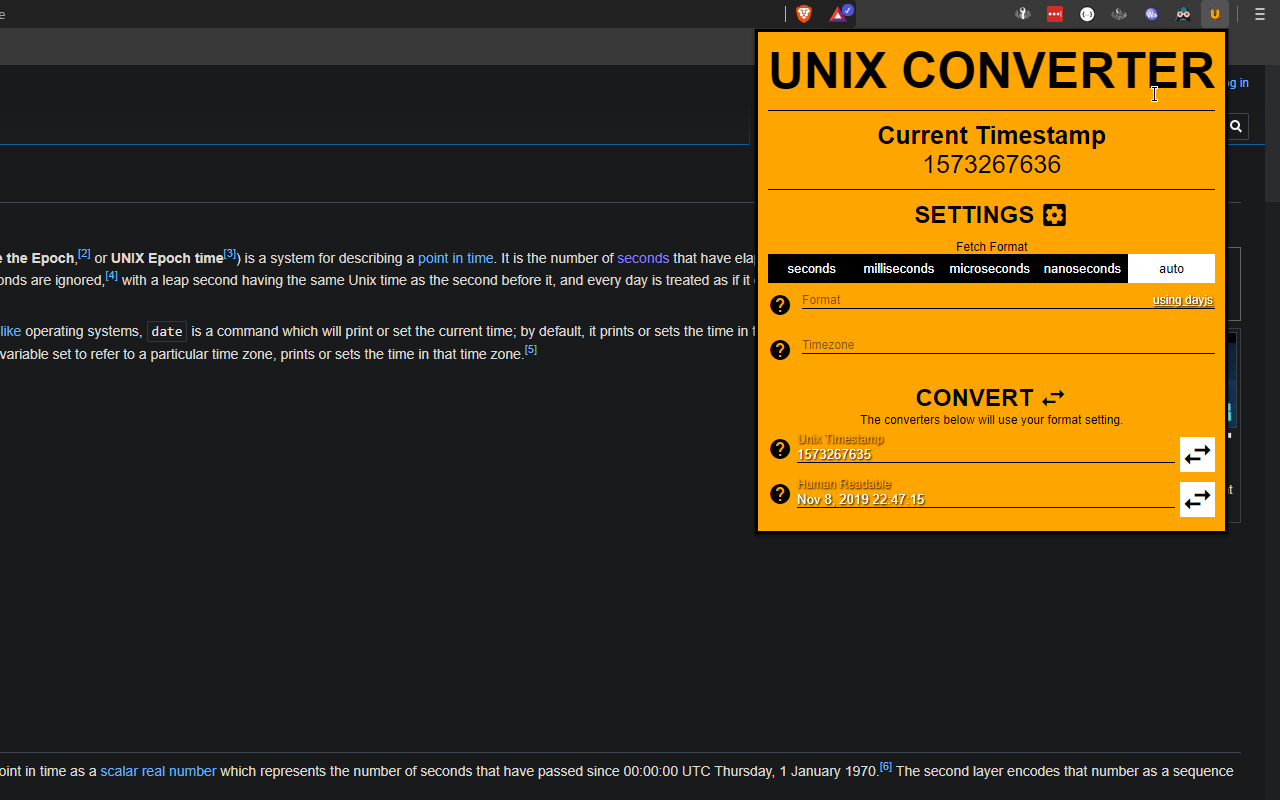 e
UNIX CONVERTER
g in
Current Timestamp
1573267636
SETTINGS
Fetch Format
seconds milliseconds microseconds nanoseconds auto
Format using dayjs
Timezone
CONVERT
The converters below will use your format setting.
Unix Timestamp
1573267635
Human Readable
Nov 8, 2019 22:47:15
e the Epoch,[2] or UNIX Epoch time[3]) is a system for describing a point in time. It is the number of seconds that have ela
onds are ignored,[4] with a leap second having the same Unix time as the second before it, and every day is treated as if it
like operating systems, date is a command which will print or set the current time; by default, it prints or sets the time in t
variable set to refer to a particular time zone, prints or sets the time in that time zone.[5]
oint in time as a scalar real number which represents the number of seconds that have passed since 00:00:00 UTC Thursday, 1 January 1970.[6] The second layer encodes that number as a sequence